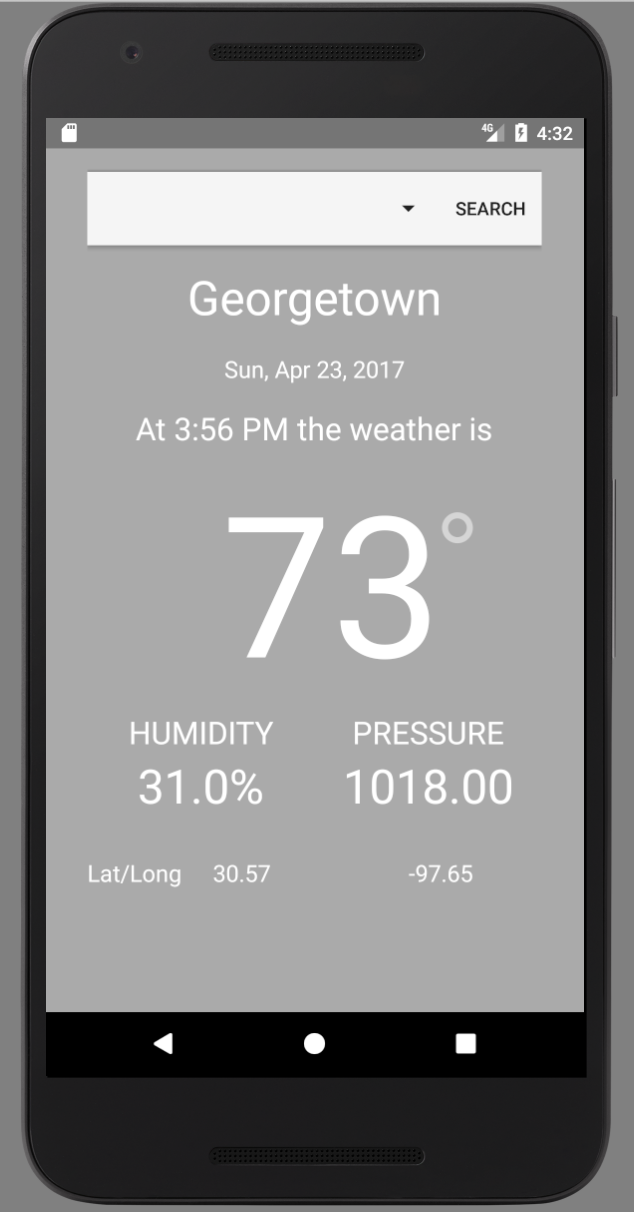 4G 4:32
SEARCH
Georgetown
Sun, Apr 23, 2017
At 3:56 PM the weather is
73°
HUMIDITY PRESSURE
31.0% 1018.00
Lat/Long 30.57 -97.65